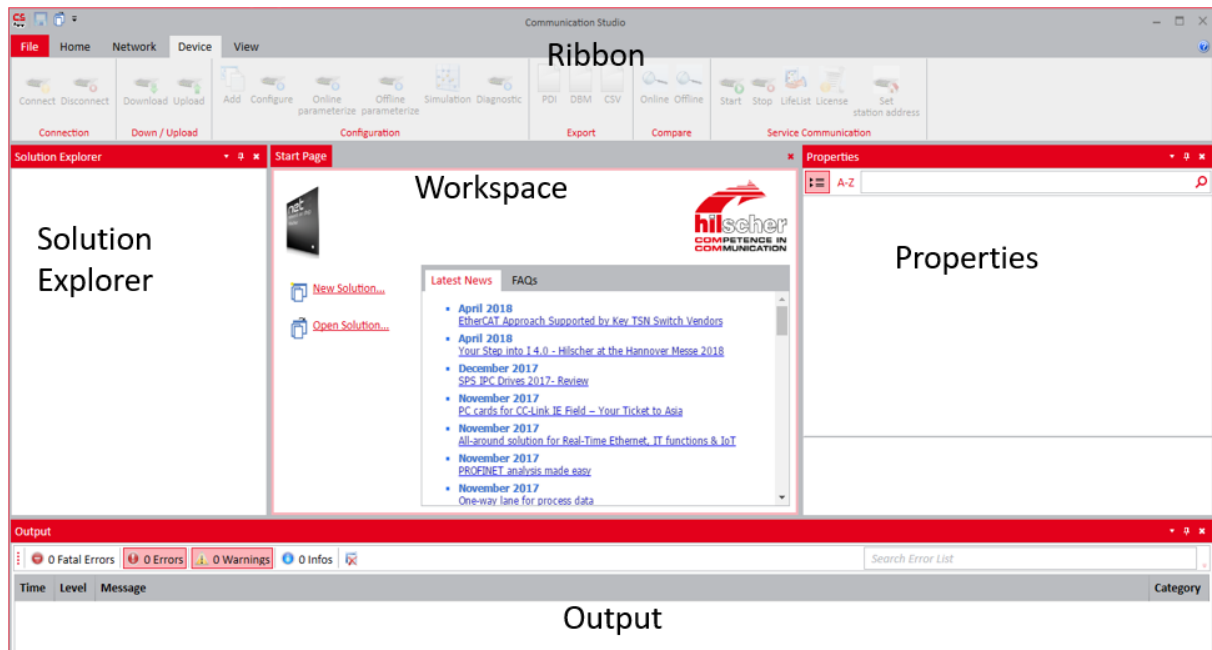 CS
Communication Studio
File Home Network Device View
Ribbon
Connect Disconnect Download Upload Add Configure Online parameterize Offline parameterize Simulation Diagnostic PDI DBM CSV Online Offline Start Stop LifeList License Set station address
Connection Down / Upload Configuration Export Compare Service Communication
Solution Explorer
Start Page
Properties
A-Z
Solution
Explorer
Workspace
net
hilscher
COMPETENCE IN
COMMUNICATION
New Solution...
Open Solution...
Latest News FAQs
April 2018
EtherCAT Approach Supported by Key TSN Switch Vendors
April 2018
Your Step into I 4.0 - Hilscher at the Hannover Messe 2018
December 2017
SPS IPC Drives 2017- Review
November 2017
PC cards for CC-Link IE Field – Your Ticket to Asia
November 2017
All-around solution for Real-Time Ethernet, IT functions & IoT
November 2017
PROFINET analysis made easy
November 2017
One-way lane for process data
Properties
Output
0 Fatal Errors 0 Errors 0 Warnings 0 Infos Search Error List
Time Level Message Category
Output